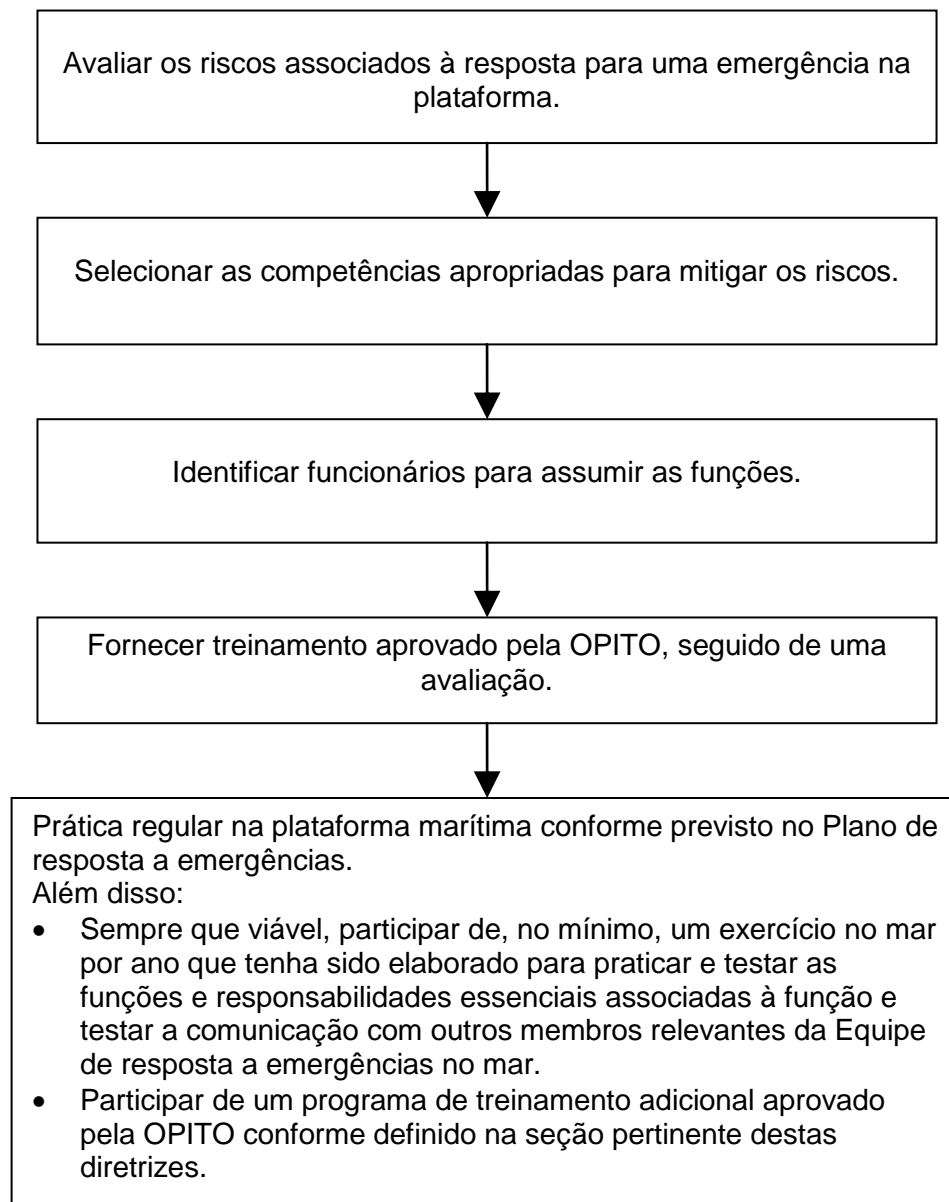 Avaliar os riscos associados à resposta para uma emergência na
plataforma.
Selecionar as competências apropriadas para mitigar os riscos.
Identificar funcionários para assumir as funções.
Fornecer treinamento aprovado pela OPITO, seguido de uma
avaliação.
Prática regular na plataforma marítima conforme previsto no Plano de
resposta a emergências.
Além disso:
• Sempre que viável, participar de, no mínimo, um exercício no mar
por ano que tenha sido elaborado para praticar e testar as
funções e responsabilidades essenciais associadas à função e
testar a comunicação com outros membros relevantes da Equipe
de resposta a emergências no mar.
• Participar de um programa de treinamento adicional aprovado
pela OPITO conforme definido na seção pertinente destas
diretrizes.